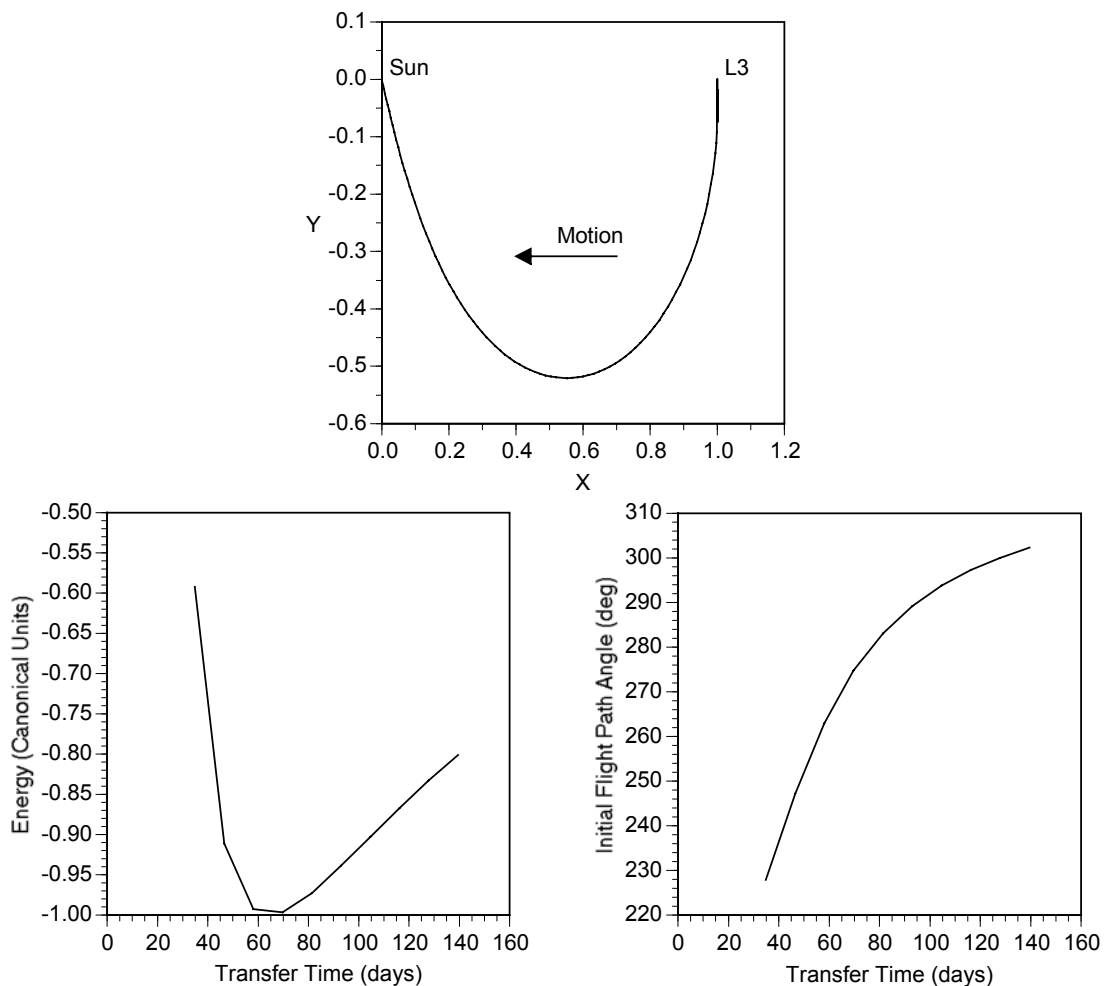 0.1
0.0
-0.1
-0.2
-0.3
-0.4
-0.5
-0.6
Y
Sun
L3
Motion
0.0 0.2 0.4 0.6 0.8 1.0 1.2
X
-0.50
-0.55
-0.60
-0.65
-0.70
-0.75
-0.80
-0.85
-0.90
-0.95
-1.00
Energy (Canonical Units)
0 20 40 60 80 100 120 140 160
Transfer Time (days)
310
300
290
280
270
260
250
240
230
220
Initial Flight Path Angle (deg)
0 20 40 60 80 100 120 140 160
Transfer Time (days)